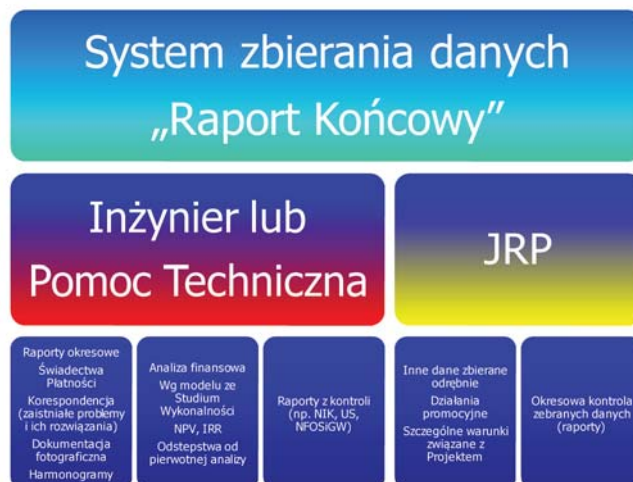 System zbierania danych
„Raport Końcowy”
Inżynier lub
Pomoc Techniczna
JRP
Raporty okresowe
Świadectwa
Płatności
Korespondencja
(zaistniałe problemy
i ich rozwiązania)
Dokumentacja
fotograficzna
Harmonogramy
Analiza finansowa
Wg modelu ze
Studium
Wykonalności
NPV, IRR
Odstepstwa od
pierwotnej analizy
Raporty z kontroli
(np. NIK, US,
NFOSiGW)
Inne dane zbierane
odrębnie
Działania
promocyjne
Szczególne warunki
związane z
Projektem
Okresowa kontrola
zebranych danych
(raporty)